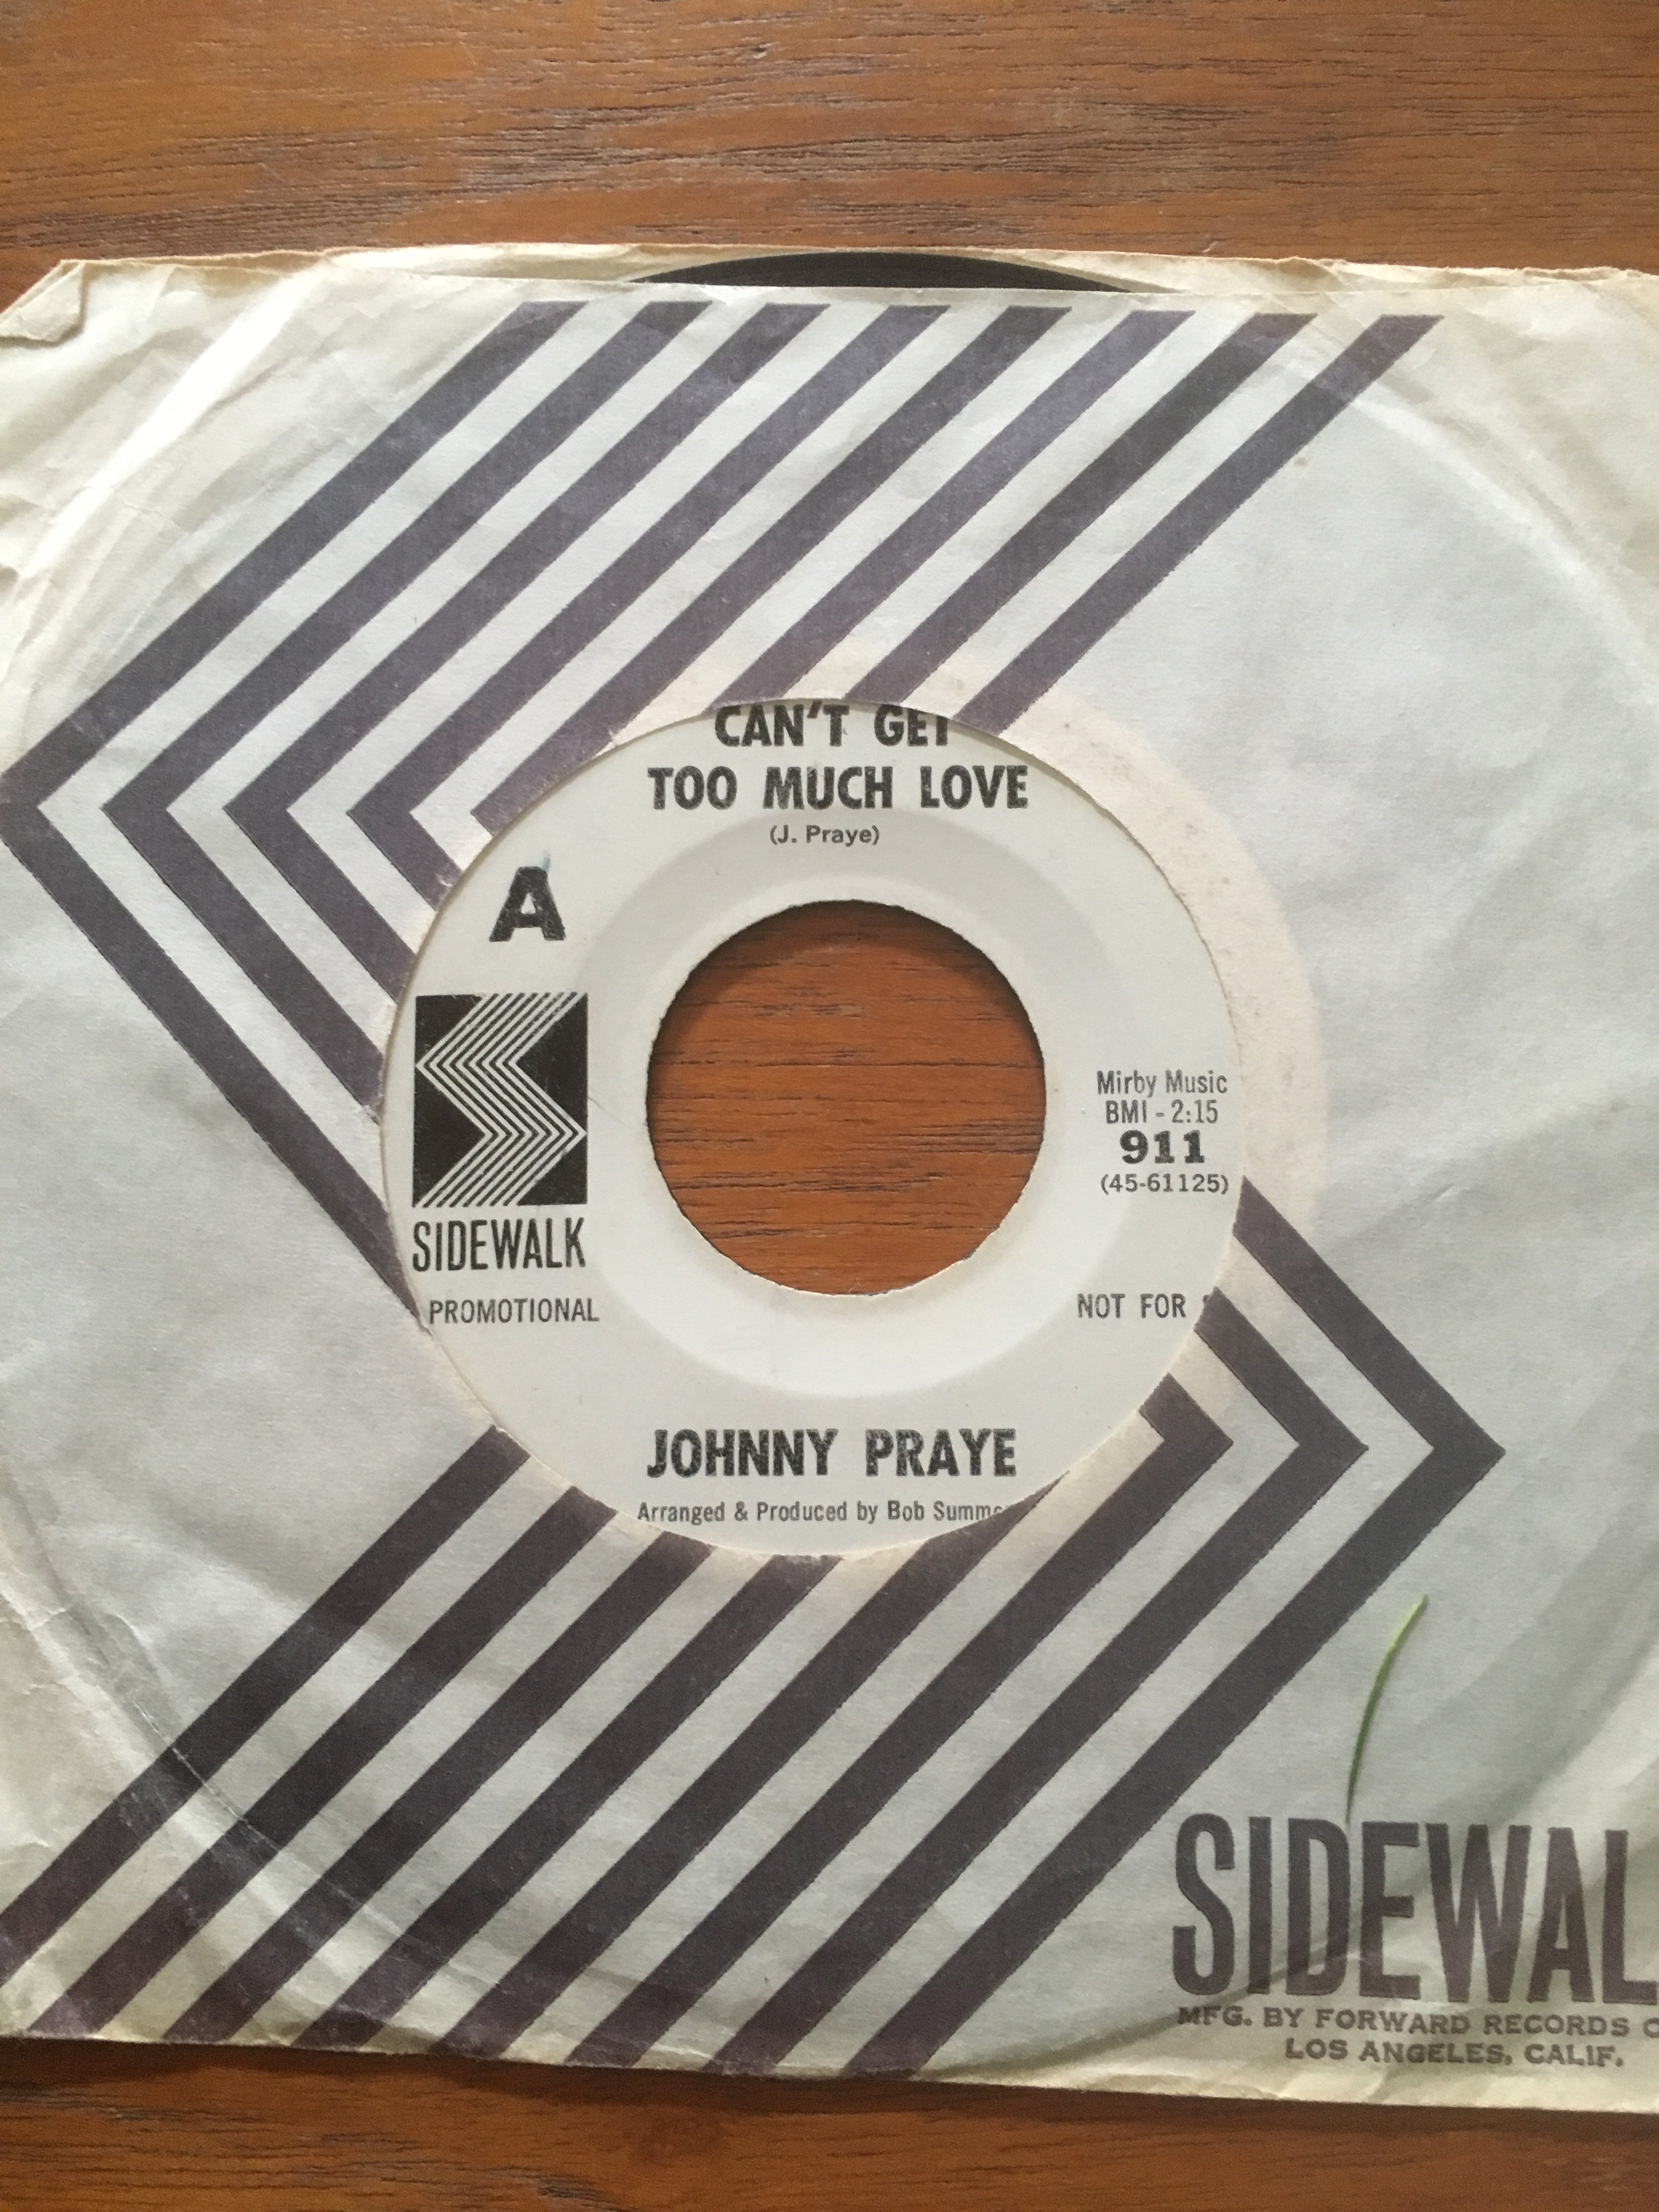 CAN'T GET
TOO MUCH LOVE
(J. Praye)
A
SIDEWALK
PROMOTIONAL
Mirby Music
BMI - 2:15
911
(45-61125)
NOT FOR
JOHNNY PRAYE
Arranged & Produced by Bob
SIDEWAL
MFG. BY FORWARD RECORDS
LOS ANGELES, CALIF.